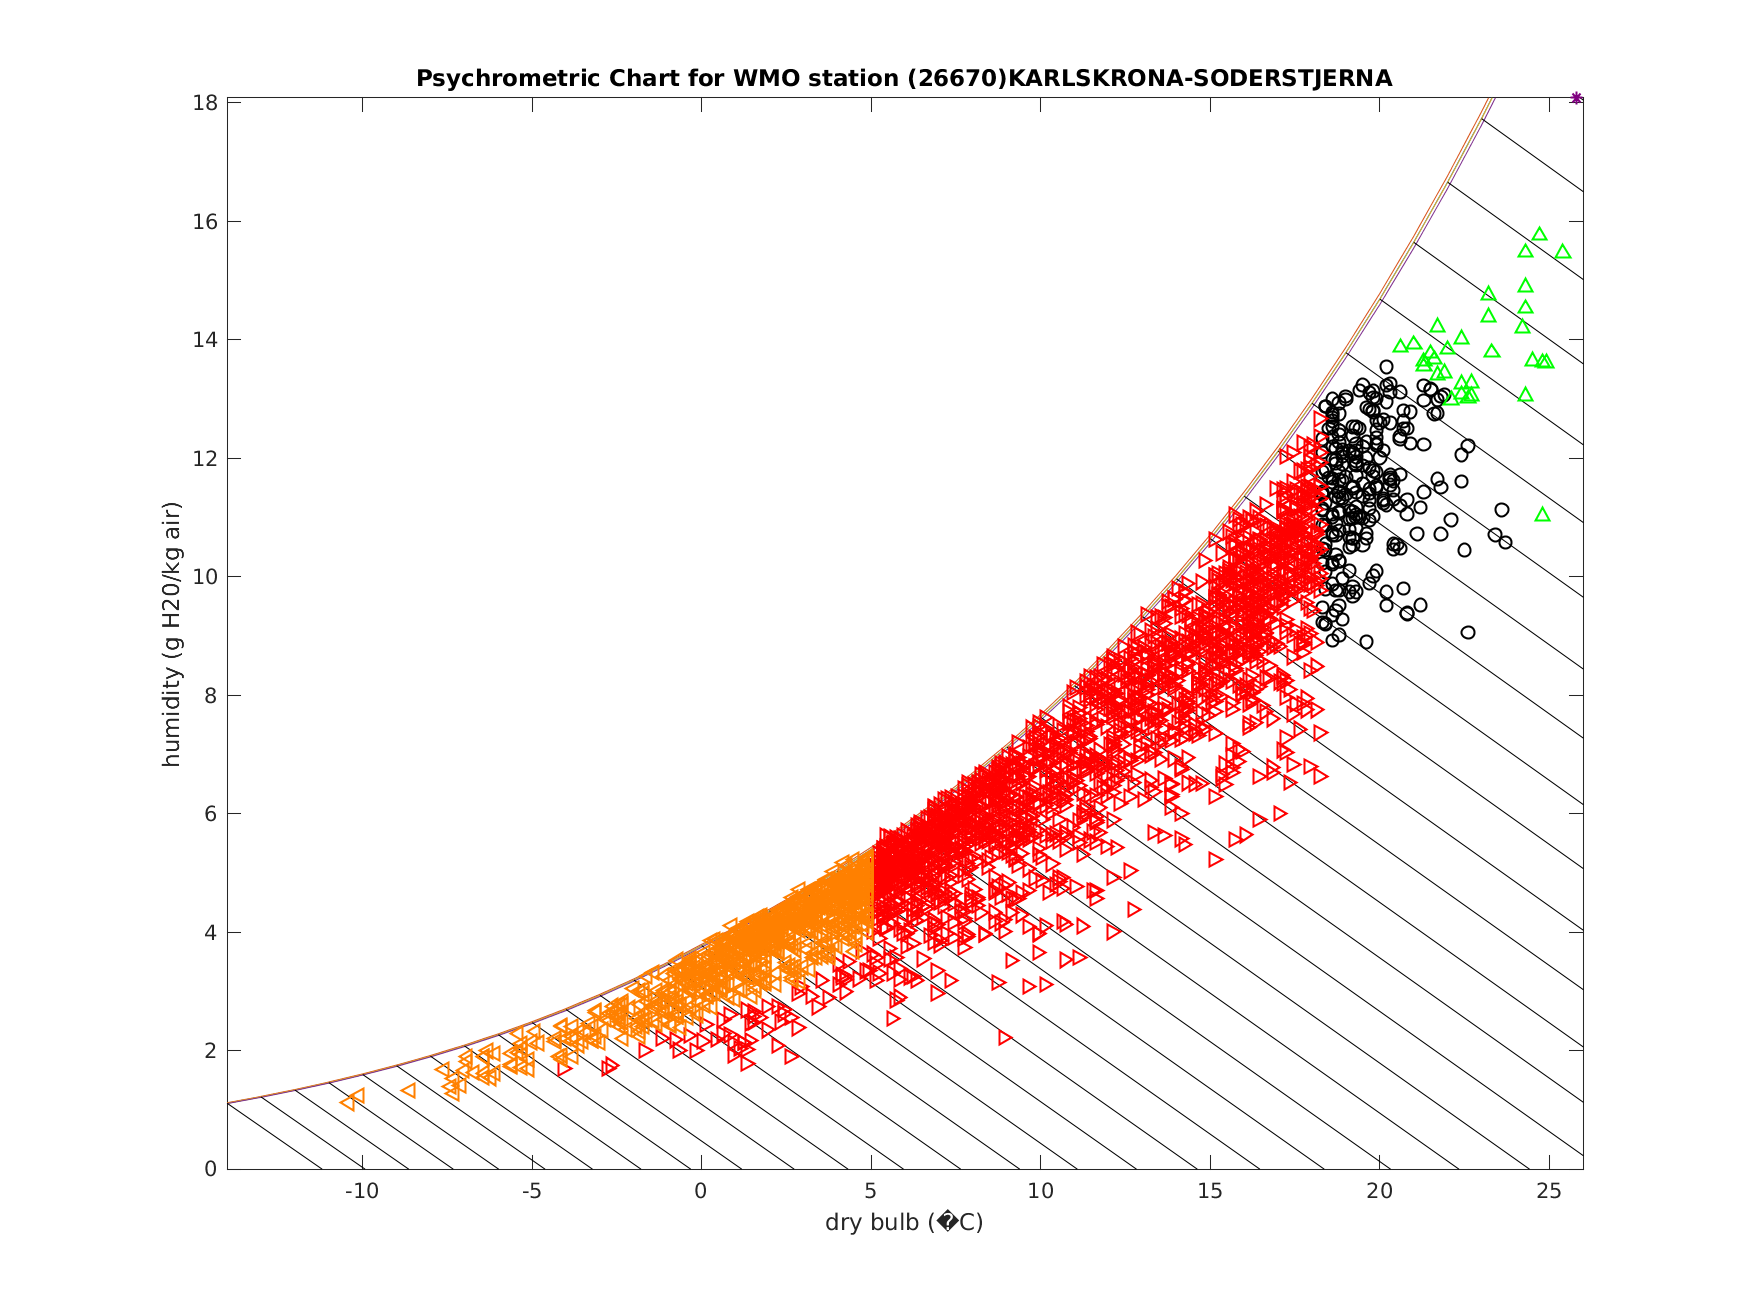 Psychrometric Chart for WMO station (26670)KARLSKRONA-SODERSTJERNA
18
16
14
12
10
8
6
4
2
0
humidity (g H20/kg air)
-10 -5 0 5 10 15 20 25
dry bulb (�C)